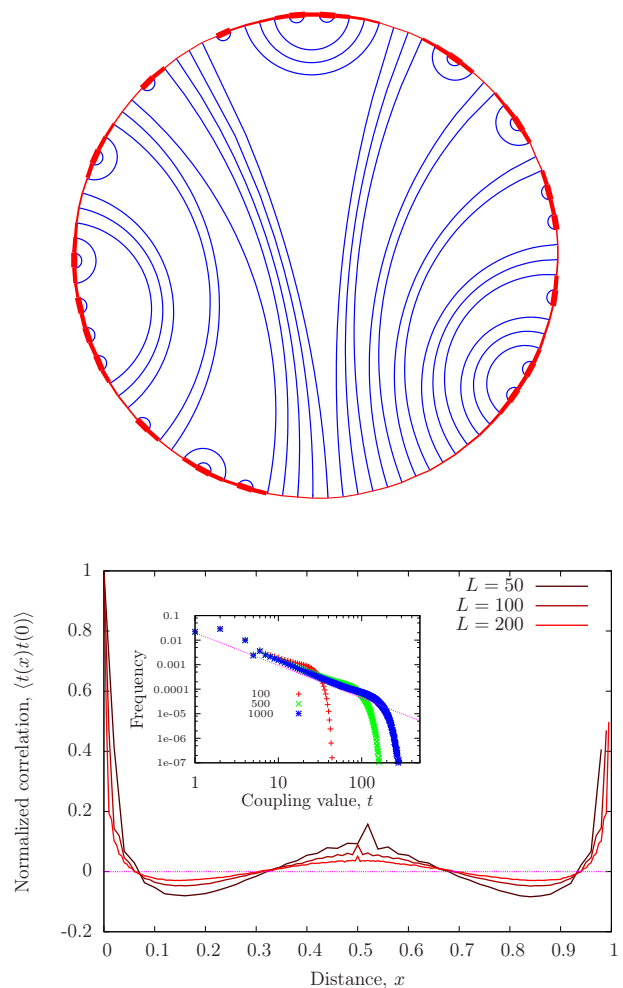 Normalized correlation, ⟨t(x)t(0)⟩
1
0.8
0.6
0.4
0.2
0
-0.2
L = 50
L = 100
L = 200
Frequency
0.1
0.01
0.001
0.0001
1e-05
1e-06
1e-07
100
500
1000
1 10 100
Coupling value, t
0 0.1 0.2 0.3 0.4 0.5 0.6 0.7 0.8 0.9 1
Distance, x